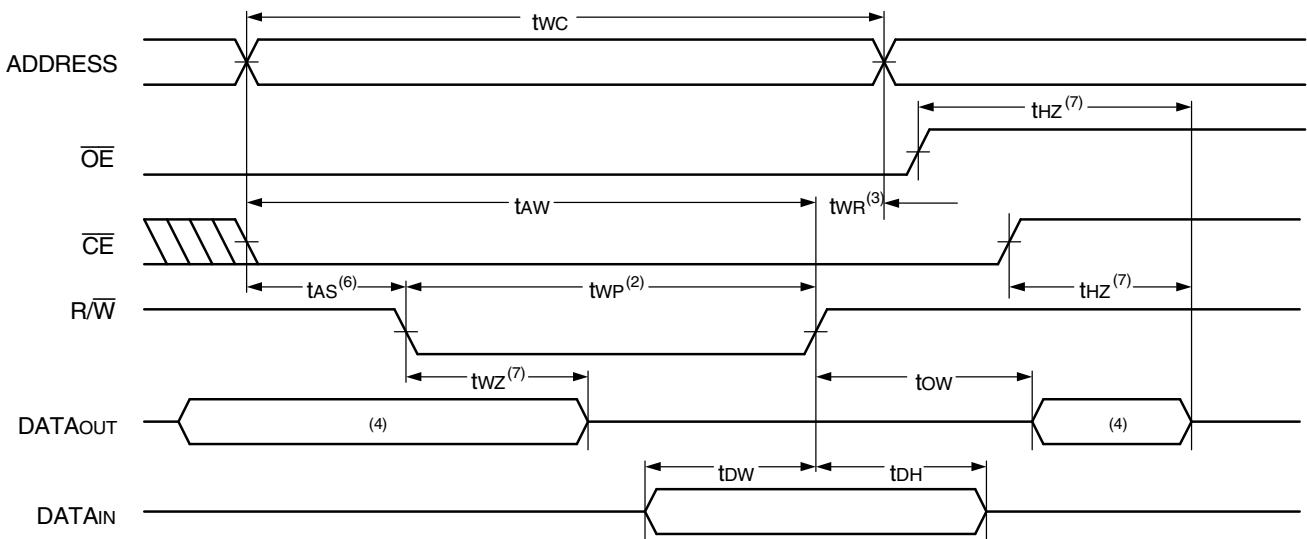 tWC
ADDRESS
tHZ(7)
OE
tAW
tWR(3)
CE
tAS(6)
tWP(2)
tHZ(7)
R/W
tWZ(7)
tOW
DATAOUT
(4)
(4)
tDW
tDH
DATAIN